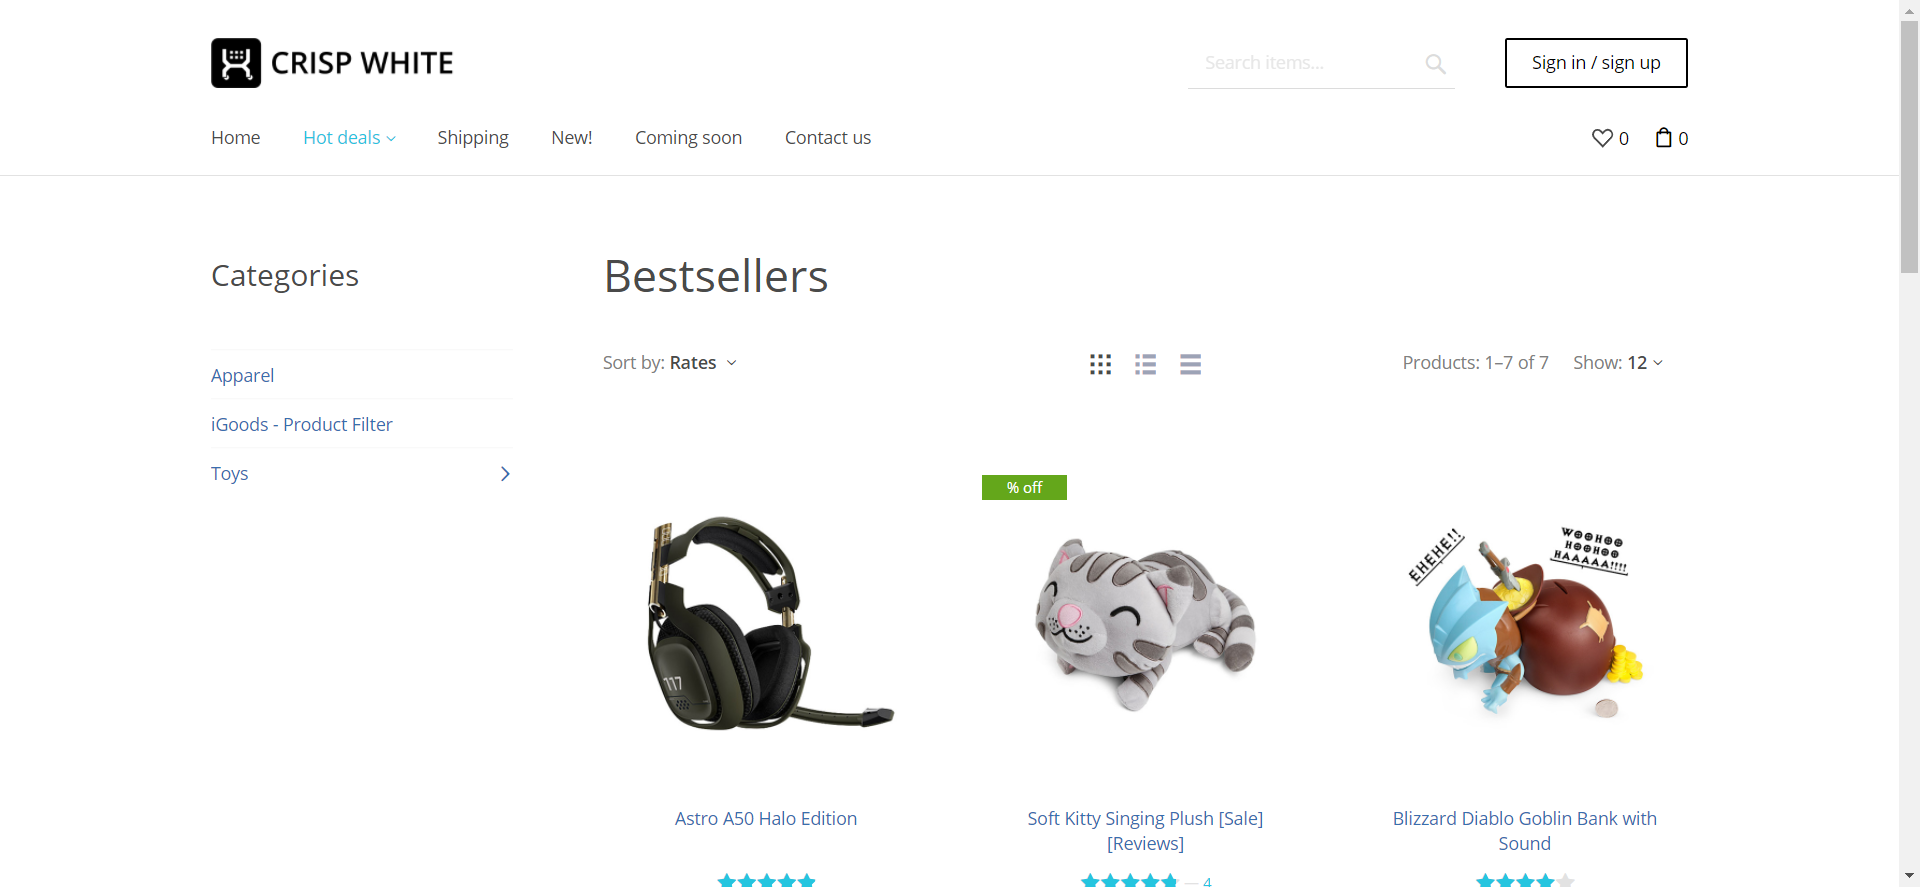 CRISP WHITE
Search items...
Sign in / sign up
Home
Hot deals
Shipping
New!
Coming soon
Contact us
0
0
Categories
Bestsellers
Sort by: Rates
Products: 1–7 of 7
Show: 12
Apparel
iGoods - Product Filter
Toys
% off
117
EHEHE!!
WOOHOO
HOOHOO
HAAAAA!!!!
Astro A50 Halo Edition
Soft Kitty Singing Plush [Sale]
[Reviews]
Blizzard Diablo Goblin Bank with
Sound
— 4